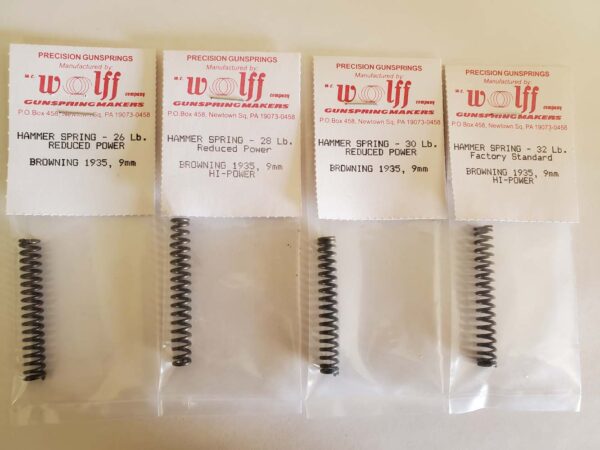 PRECISION GUNSPRINGS
Manufactured by:
W.C. wolff company
GUNSPRINGMAKERS
P.O. Box 458, Newtown Sq. PA 19073-0458
HAMMER SPRING - 26 Lb.
REDUCED POWER
BROWNING 1935, 9mm
PRECISION GUNSPRINGS
Manufactured by:
W.C. wolff company
GUNSPRINGMAKERS
P.O. Box 458, Newtown Sq, PA 19073-0458
HAMMER SPRING - 28 Lb.
Reduced Power
BROWNING 1935, 9mm
HI-POWER
PRECISION GUNSPRINGS
Manufactured by:
W.C. wolff company
GUNSPRINGMAKERS
P.O. Box 458, Newtown Sq, PA 19073-0458
HAMMER SPRING - 30 Lb.
REDUCED POWER
BROWNING 1935, 9mm
PRECISION GUNSPRINGS
Manufactured by:
W.C. wolff company
GUNSPRINGMAKERS
P.O. Box 458, Newtown Sq, PA 19073-0458
HAMMER SPRING - 32 Lb.
Factory Standard
BROWNING 1935, 9mm
HI-POWER